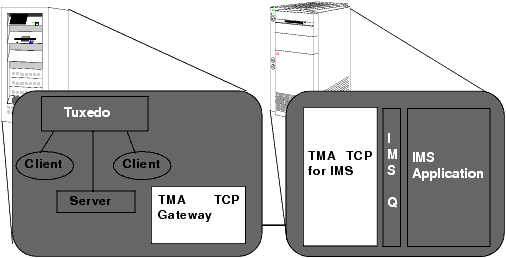 Tuxedo
Client
Client
Server
TMA TCP
Gateway
TMA TCP
for IMS
I
M
S
Q
IMS
Application